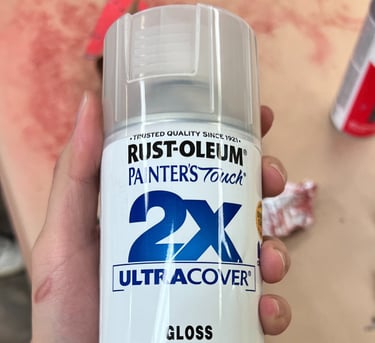 • TRUSTED QUALITY SINCE 1921 •
RUST-OLEUM®
PAINTER'S Touch®
2X
ULTRACOVER®
GLOSS